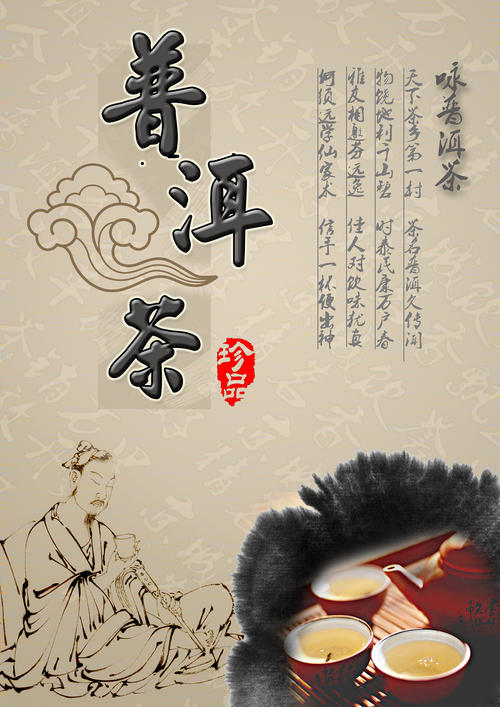 普洱茶
珍品
咏普洱茶
天下茶乡第一村 茶名普洱久传闻
物饶地利千山碧 时泰民康万户春
雅友相邀芬远逸 佳人对饮味犹真
何须远学仙家术 信手一杯便出神